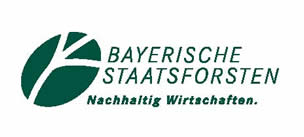 BAYERISCHE
STAATSFORSTEN
Nachhaltig Wirtschaften.